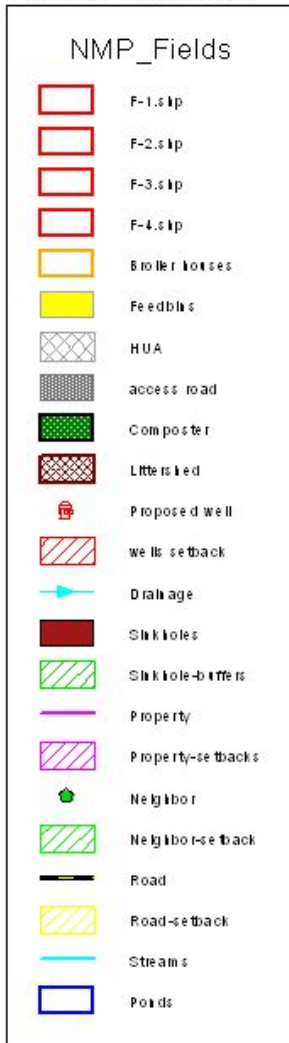 NMP_Fields
F-1.shp
F-2.shp
F-3.shp
F-4.shp
Broiler houses
Feedbins
HUA
access road
Composter
Littershed
Proposed well
wells setback
Drainage
Sinkholes
Sinkhole-buffers
Property
Property-setbacks
Neighbor
Neighbor-setback
Road
Road-setback
Streams
Ponds